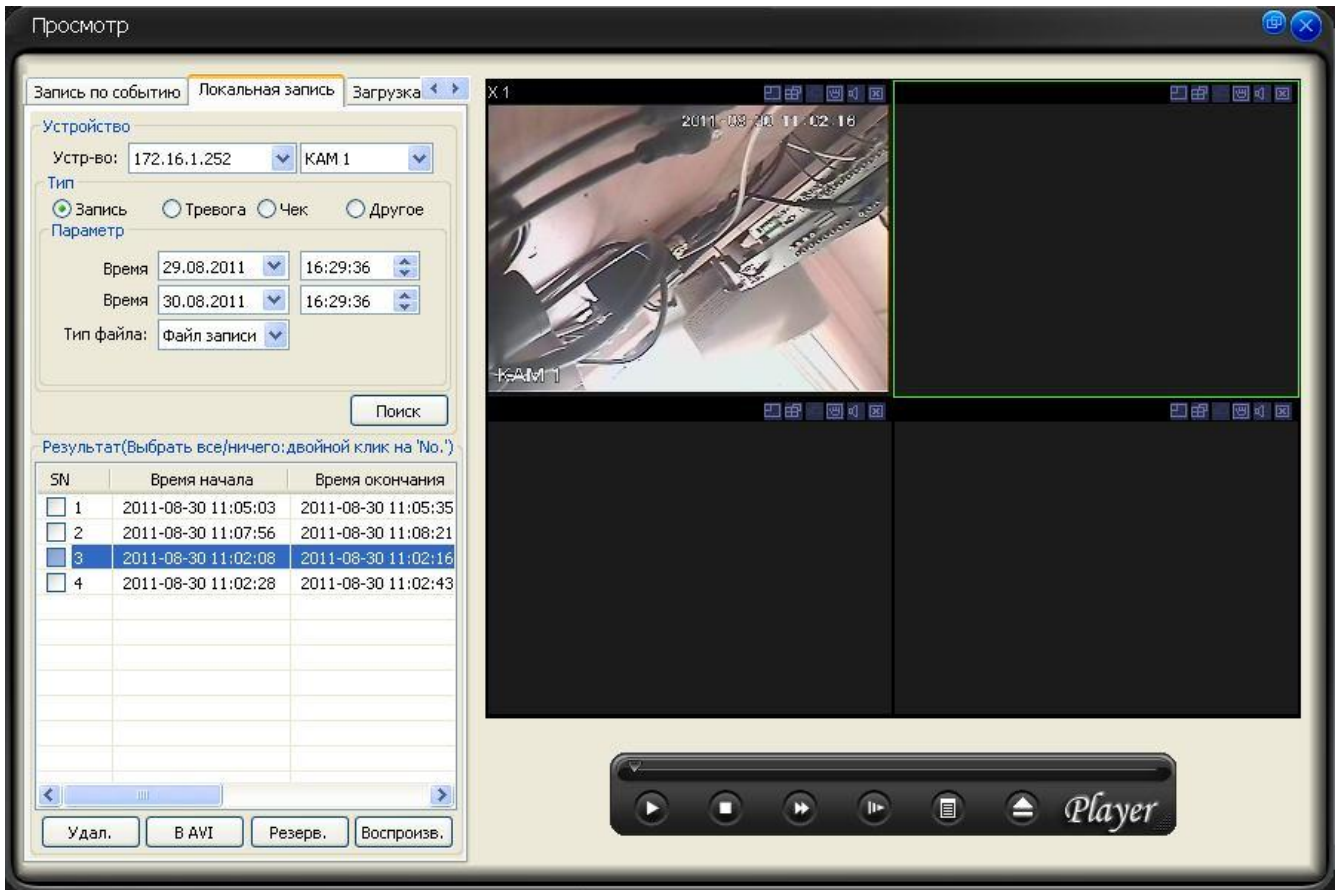 Просмотр
Запись по событию
Локальная запись
Загрузка
Устройство
Устр-во: 172.16.1.252 KAM 1
Тип
Запись Тревога Чек Другое
Параметр
Время 29.08.2011 16:29:36
Время 30.08.2011 16:29:36
Тип файла: Файл записи
Поиск
Результат(Выбрать все/ничего:двойной клик на 'No.')
SN Время начала Время окончания
1 2011-08-30 11:05:03 2011-08-30 11:05:35
2 2011-08-30 11:07:56 2011-08-30 11:08:21
3 2011-08-30 11:02:08 2011-08-30 11:02:16
4 2011-08-30 11:02:28 2011-08-30 11:02:43
Удал. В AVI Резерв. Воспроизв.
X 1
2011-08-30 11:02:16
KAM 1
Player